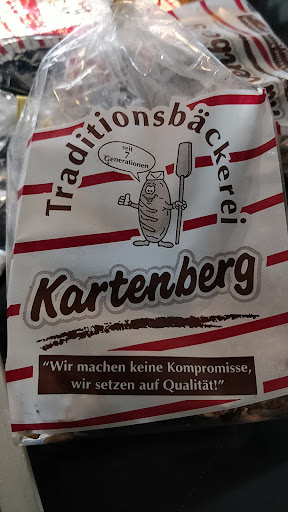 Traditionsbäckerei
seit
7
Generationen
Kartenberg
"Wir machen keine Kompromisse,
wir setzen auf Qualität!"